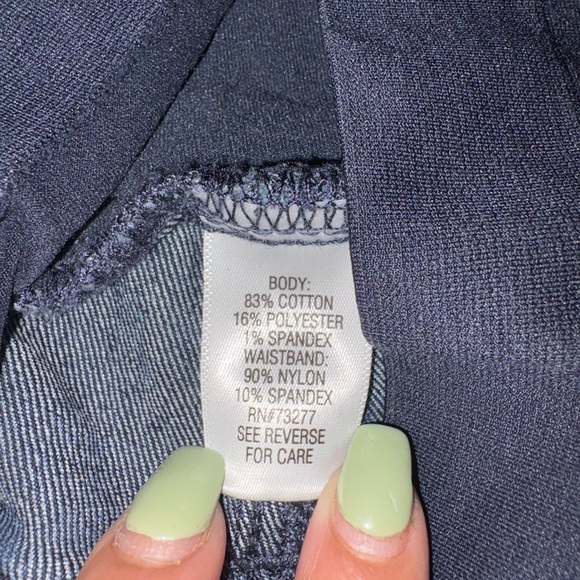 BODY:
83% COTTON
16% POLYESTER
1% SPANDEX
WAISTBAND:
90% NYLON
10% SPANDEX
RN#73277
SEE REVERSE
FOR CARE